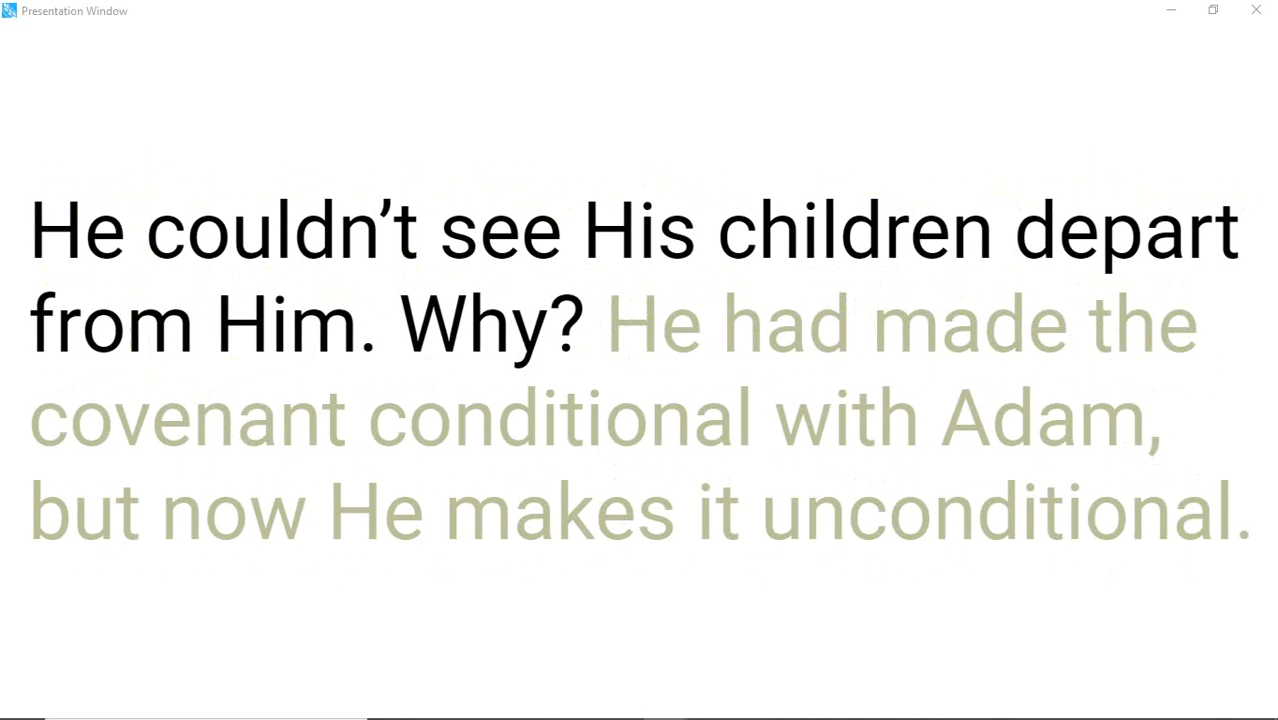 Presentation Window
He couldn’t see His children depart
from Him. Why? He had made the
covenant conditional with Adam,
but now He makes it unconditional.